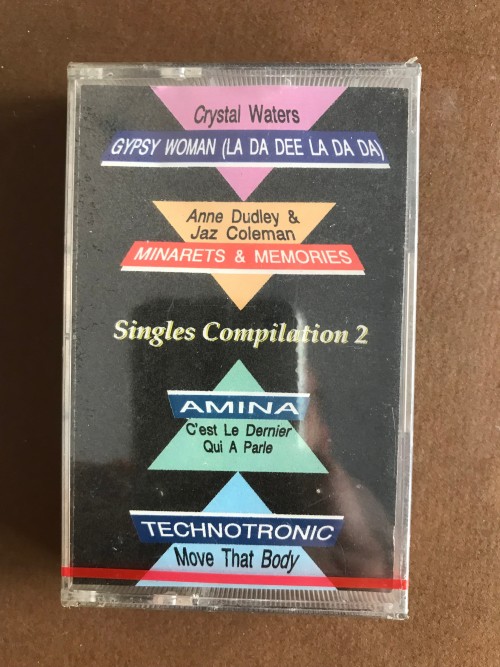 Crystal Waters
GYPSY WOMAN (LA DA DEE LA DA DA)
Anne Dudley &
Jaz Coleman
MINARETS & MEMORIES
Singles Compilation 2
AMINA
C'est Le Dernier
Qui A Parle
TECHNOTRONIC
Move That Body